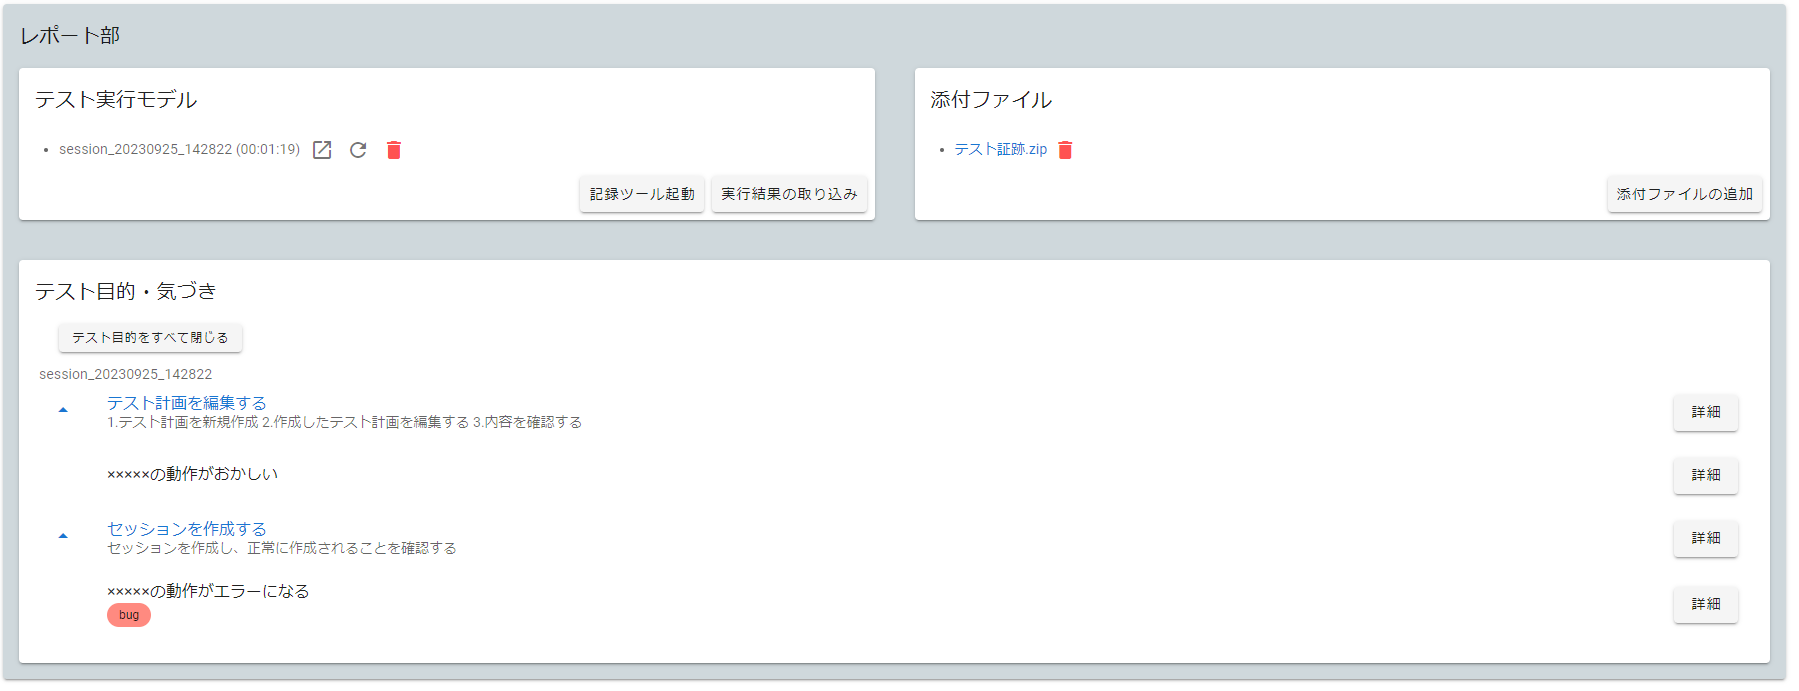 レポート部
テスト実行モデル
session_20230925_142822 (00:01:19)
記録ツール起動
実行結果の取り込み
添付ファイル
テスト証跡.zip
添付ファイルの追加
テスト目的・気づき
テスト目的をすべて閉じる
session_20230925_142822
テスト計画を編集する
1.テスト計画を新規作成 2.作成したテスト計画を編集する 3.内容を確認する
詳細
×××××の動作がおかしい
詳細
セッションを作成する
セッションを作成し、正常に作成されることを確認する
詳細
×××××の動作がエラーになる
bug
詳細